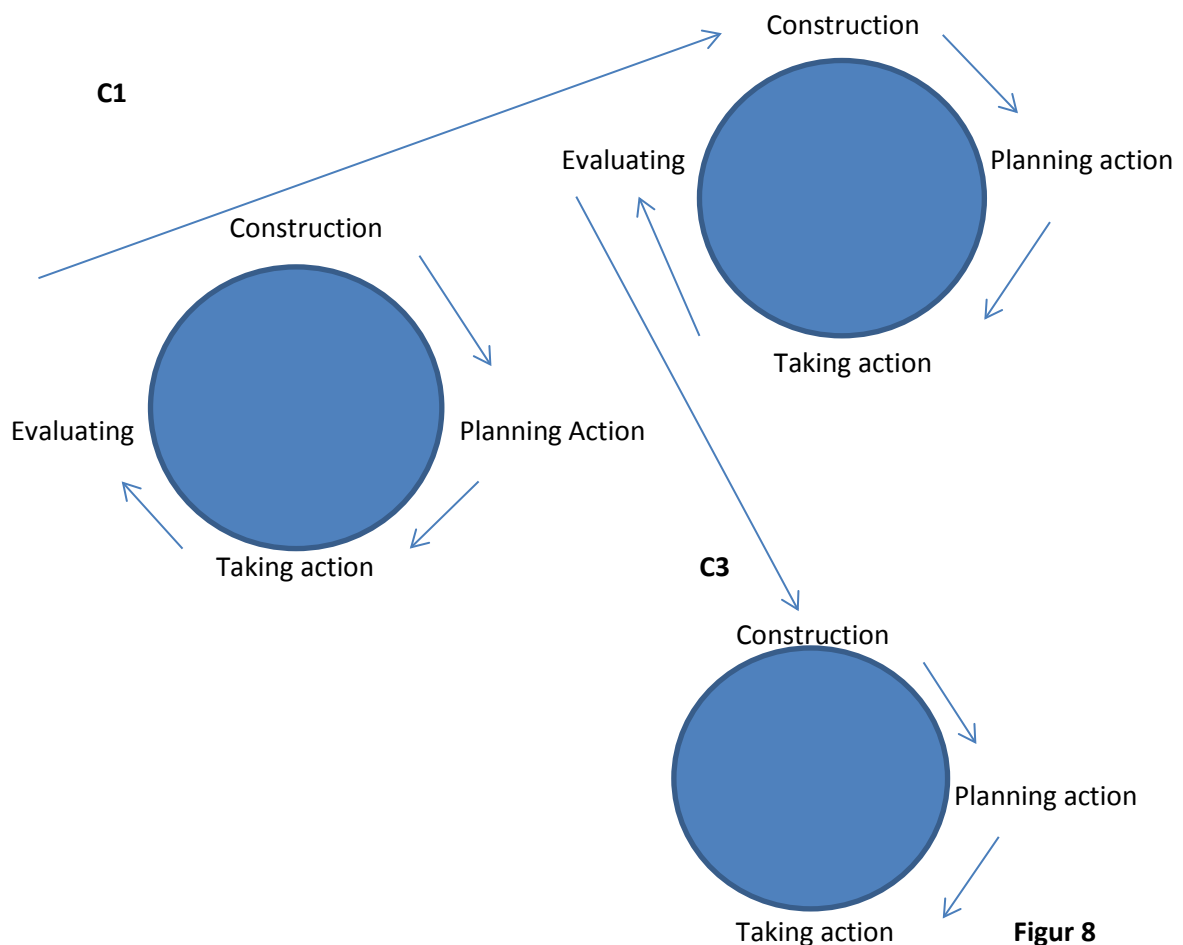 Construction
C1
Evaluating
Planning action
Construction
Taking action
Evaluating
Planning Action
Taking action
C3
Construction
Planning action
Taking action
Figur 8